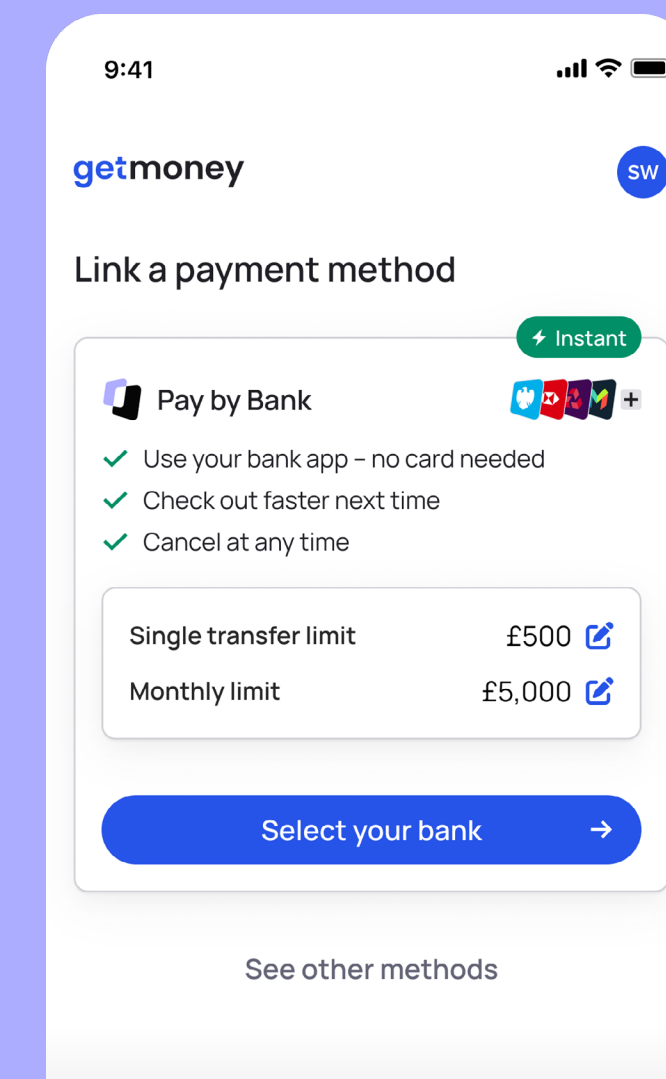 9:41
getmoney
SW
Link a payment method
Instant
Pay by Bank
+
Use your bank app – no card needed
Check out faster next time
Cancel at any time
Single transfer limit £500
Monthly limit £5,000
Select your bank →
See other methods